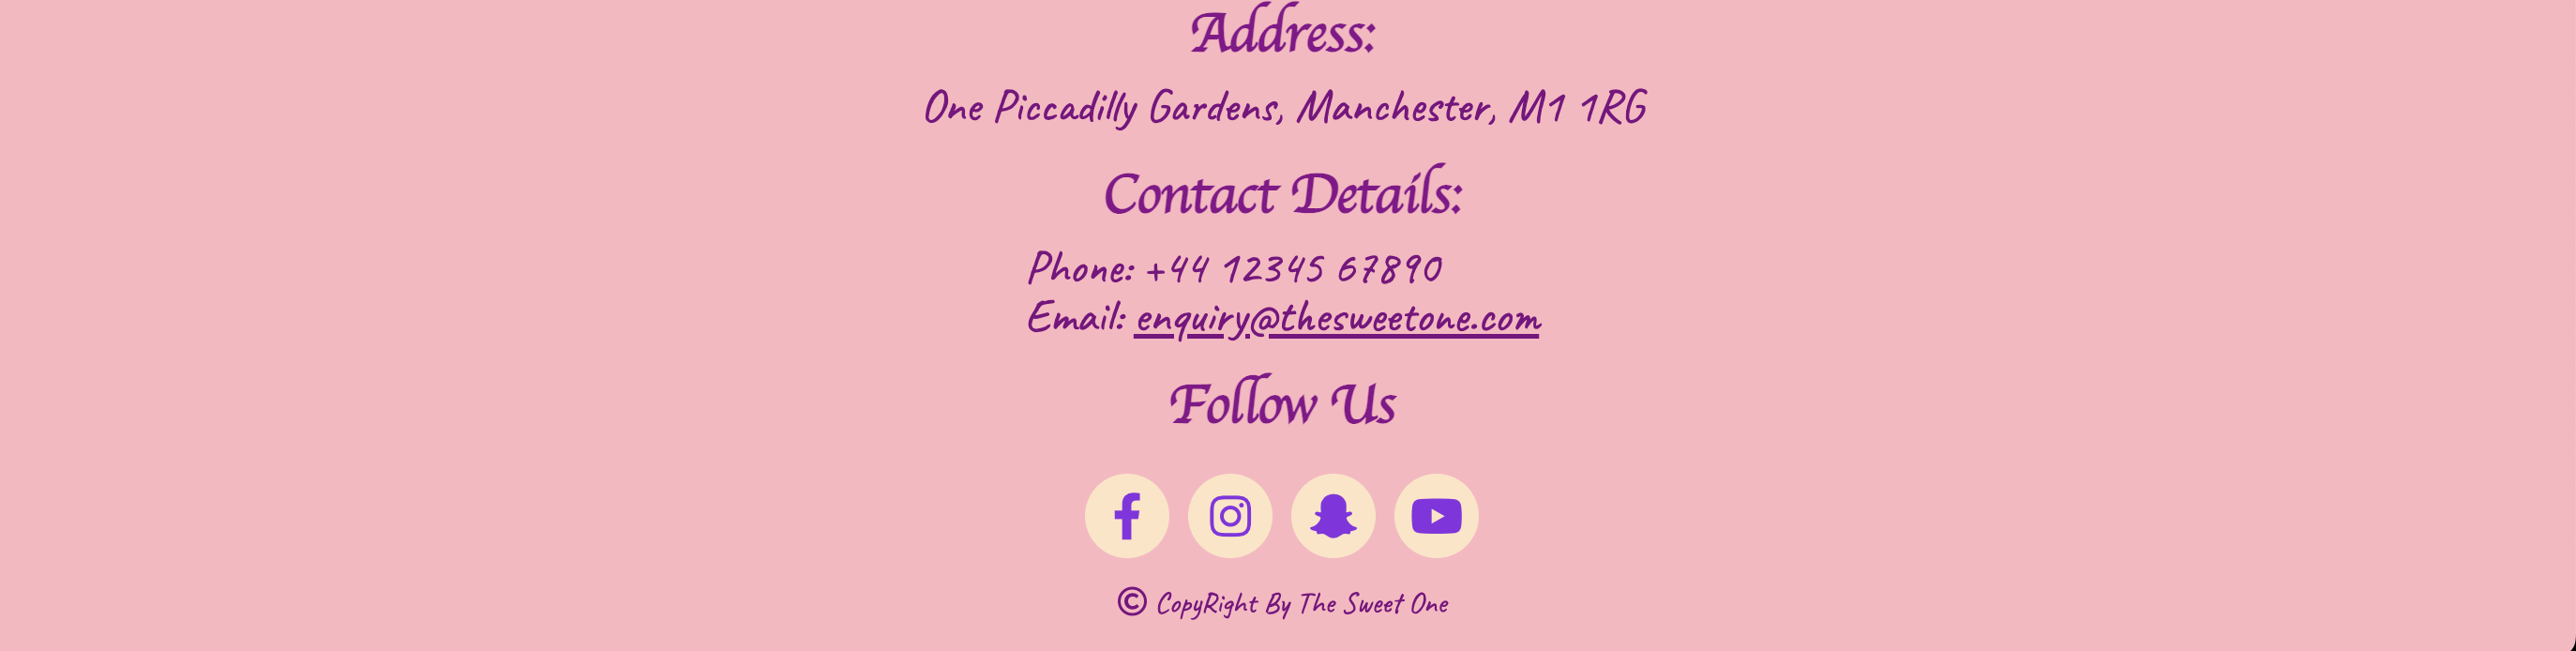 Address:
One Piccadilly Gardens, Manchester, M1 1RG
Contact Details:
Phone: +44 12345 67890
Email: enquiry@thesweetone.com
Follow Us
© CopyRight By The Sweet One